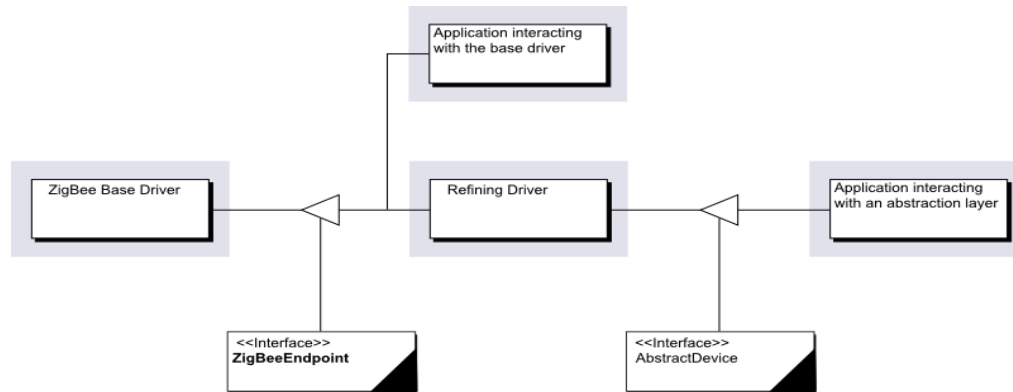 Application interacting
with the base driver
ZigBee Base Driver
Refining Driver
Application interacting
with an abstraction layer
<<Interface>>
ZigBeeEndpoint
<<Interface>>
AbstractDevice